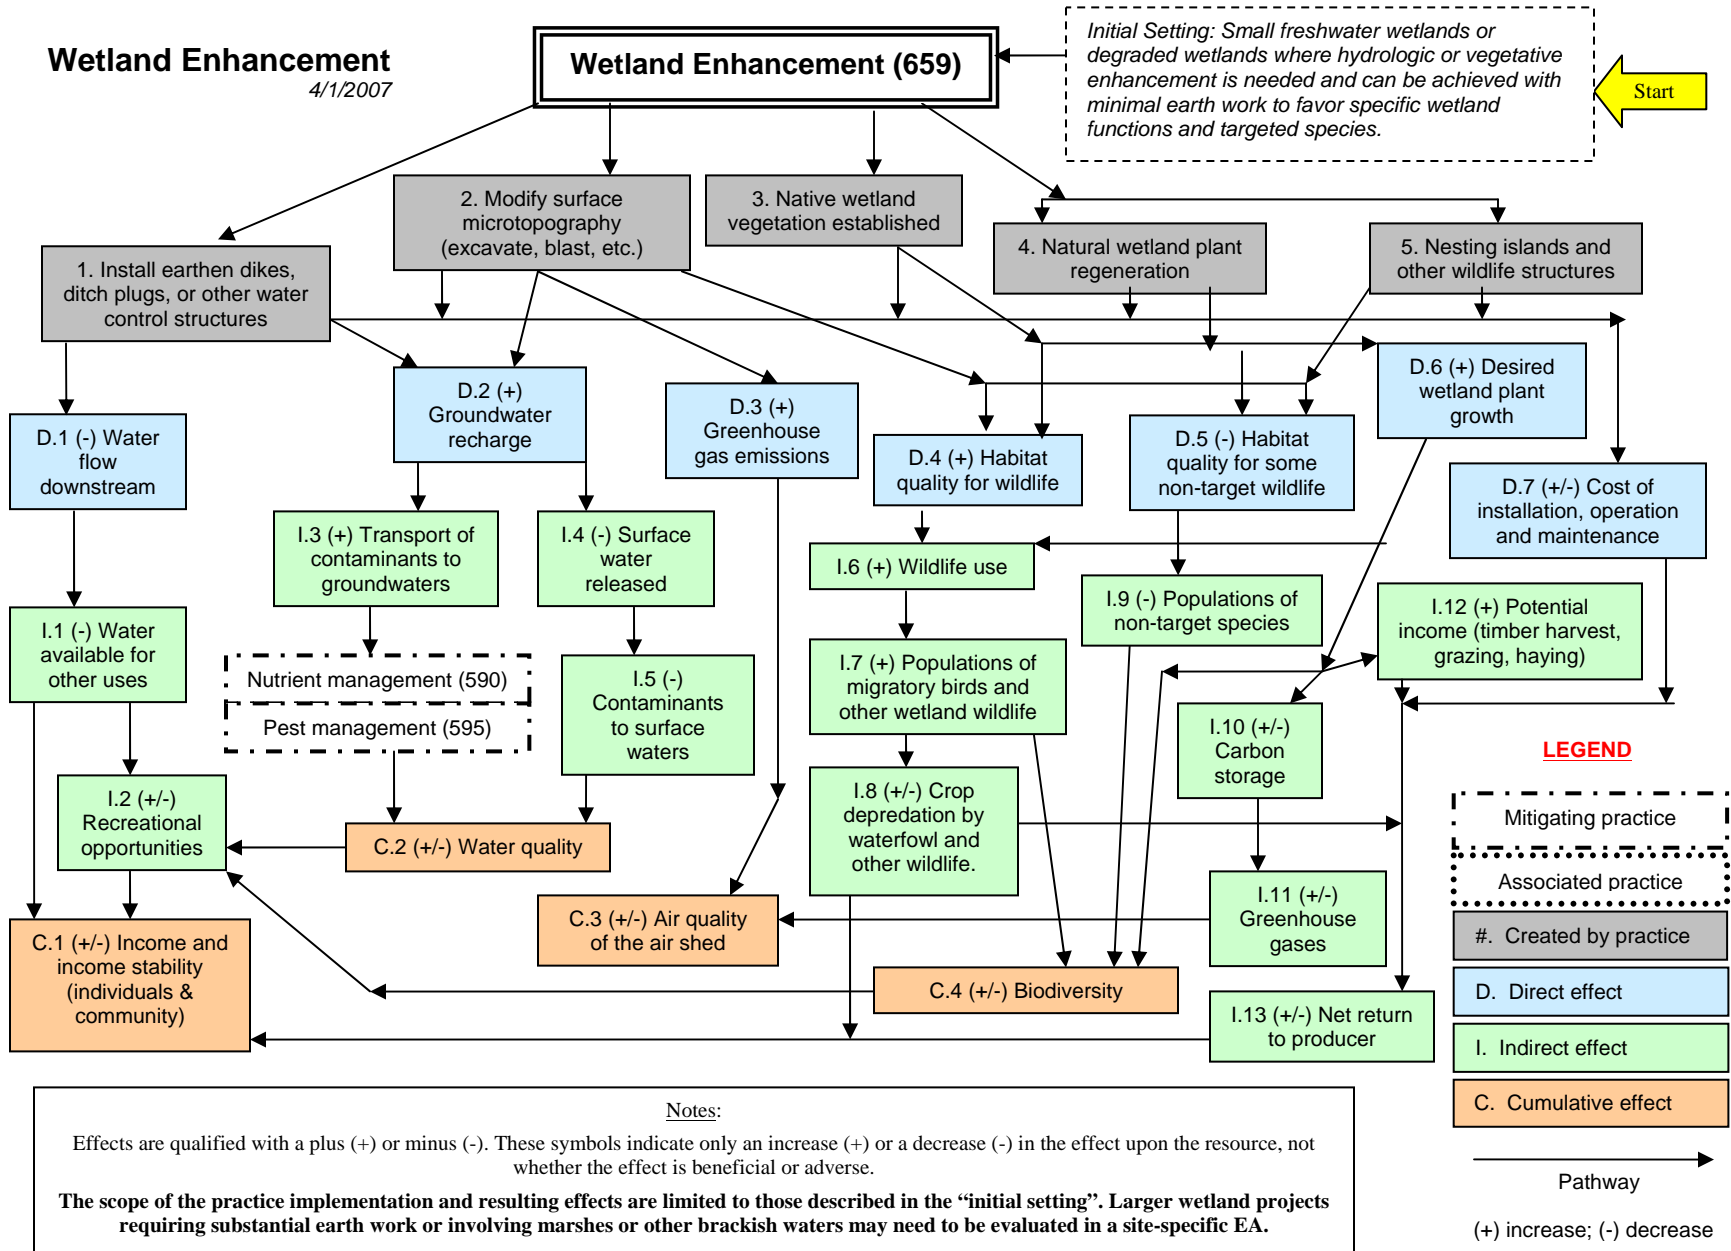 Wetland Enhancement
4/1/2007
Wetland Enhancement (659)
Initial Setting: Small freshwater wetlands or
degraded wetlands where hydrologic or vegetative
enhancement is needed and can be achieved with
minimal earth work to favor specific wetland
functions and targeted species.
Start
1. Install earthen dikes,
ditch plugs, or other water
control structures
2. Modify surface
microtopography
(excavate, blast, etc.)
3. Native wetland
vegetation established
4. Natural wetland plant
regeneration
5. Nesting islands and
other wildlife structures
D.1 (-) Water
flow
downstream
D.2 (+)
Groundwater
recharge
D.3 (+)
Greenhouse
gas emissions
D.4 (+) Habitat
quality for wildlife
D.5 (-) Habitat
quality for some
non-target wildlife
D.6 (+) Desired
wetland plant
growth
D.7 (+/-) Cost of
installation, operation
and maintenance
I.3 (+) Transport of
contaminants to
groundwaters
I.4 (-) Surface
water
released
I.6 (+) Wildlife use
I.9 (-) Populations of
non-target species
I.12 (+) Potential
income (timber harvest,
grazing, haying)
I.1 (-) Water
available for
other uses
Nutrient management (590)
Pest management (595)
I.5 (-)
Contaminants
to surface
waters
I.7 (+) Populations of
migratory birds and
other wetland wildlife
I.10 (+/-)
Carbon
storage
I.2 (+/-)
Recreational
opportunities
C.2 (+/-) Water quality
I.8 (+/-) Crop
depredation by
waterfowl and
other wildlife.
I.11 (+/-)
Greenhouse
gases
C.1 (+/-) Income and
income stability
(individuals &
community)
C.3 (+/-) Air quality
of the air shed
C.4 (+/-) Biodiversity
I.13 (+/-) Net return
to producer
LEGEND
Mitigating practice
Associated practice
#. Created by practice
D. Direct effect
I. Indirect effect
C. Cumulative effect
Pathway
(+) increase; (-) decrease
Notes:
Effects are qualified with a plus (+) or minus (-). These symbols indicate only an increase (+) or a decrease (-) in the effect upon the resource, not
whether the effect is beneficial or adverse.
The scope of the practice implementation and resulting effects are limited to those described in the “initial setting”. Larger wetland projects
requiring substantial earth work or involving marshes or other brackish waters may need to be evaluated in a site-specific EA.